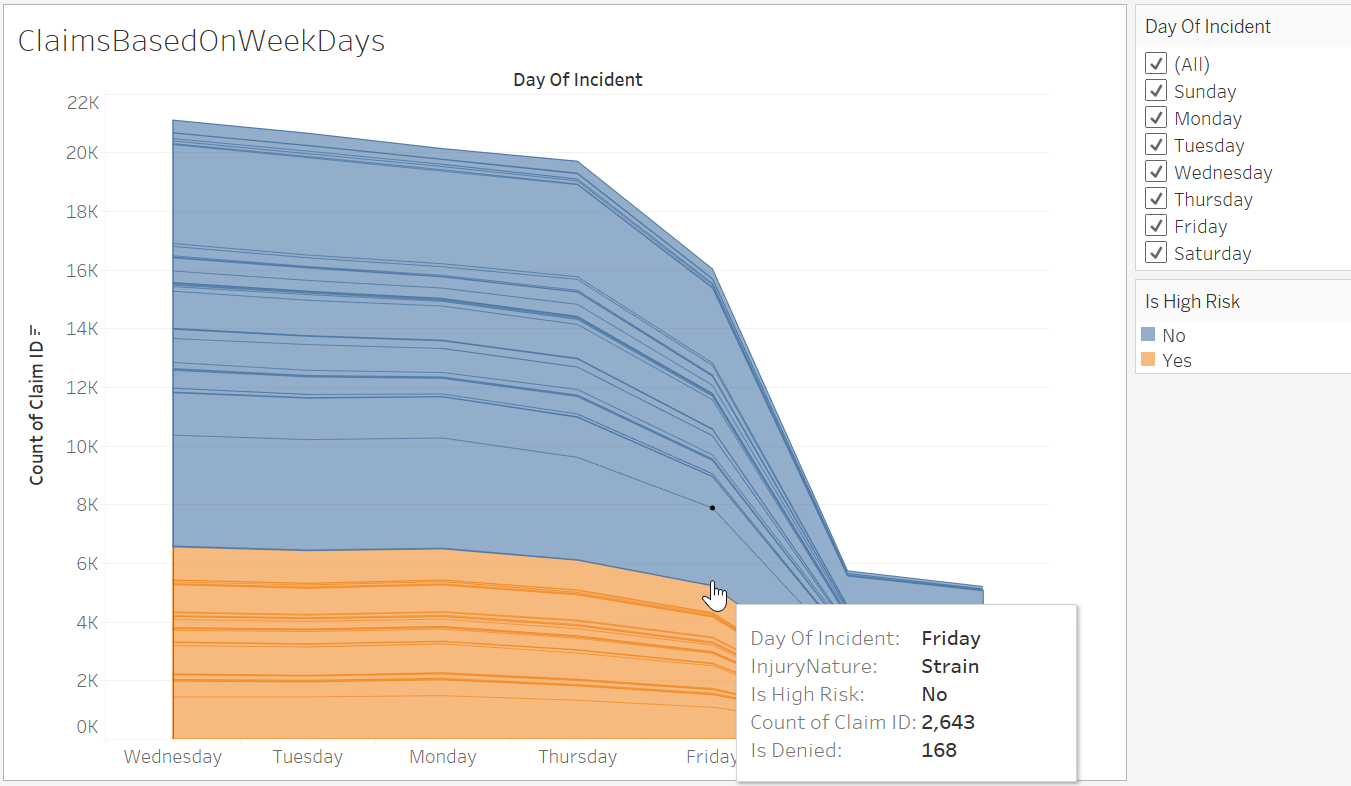 ClaimsBasedOnWeekDays
Day Of Incident
22K
20K
18K
16K
14K
12K
10K
8K
6K
4K
2K
0K
Count of Claim ID
Wednesday
Tuesday
Monday
Thursday
Friday
Day Of Incident: Friday
InjuryNature: Strain
Is High Risk: No
Count of Claim ID: 2,643
Is Denied: 168
Day Of Incident
(All)
Sunday
Monday
Tuesday
Wednesday
Thursday
Friday
Saturday
Is High Risk
No
Yes